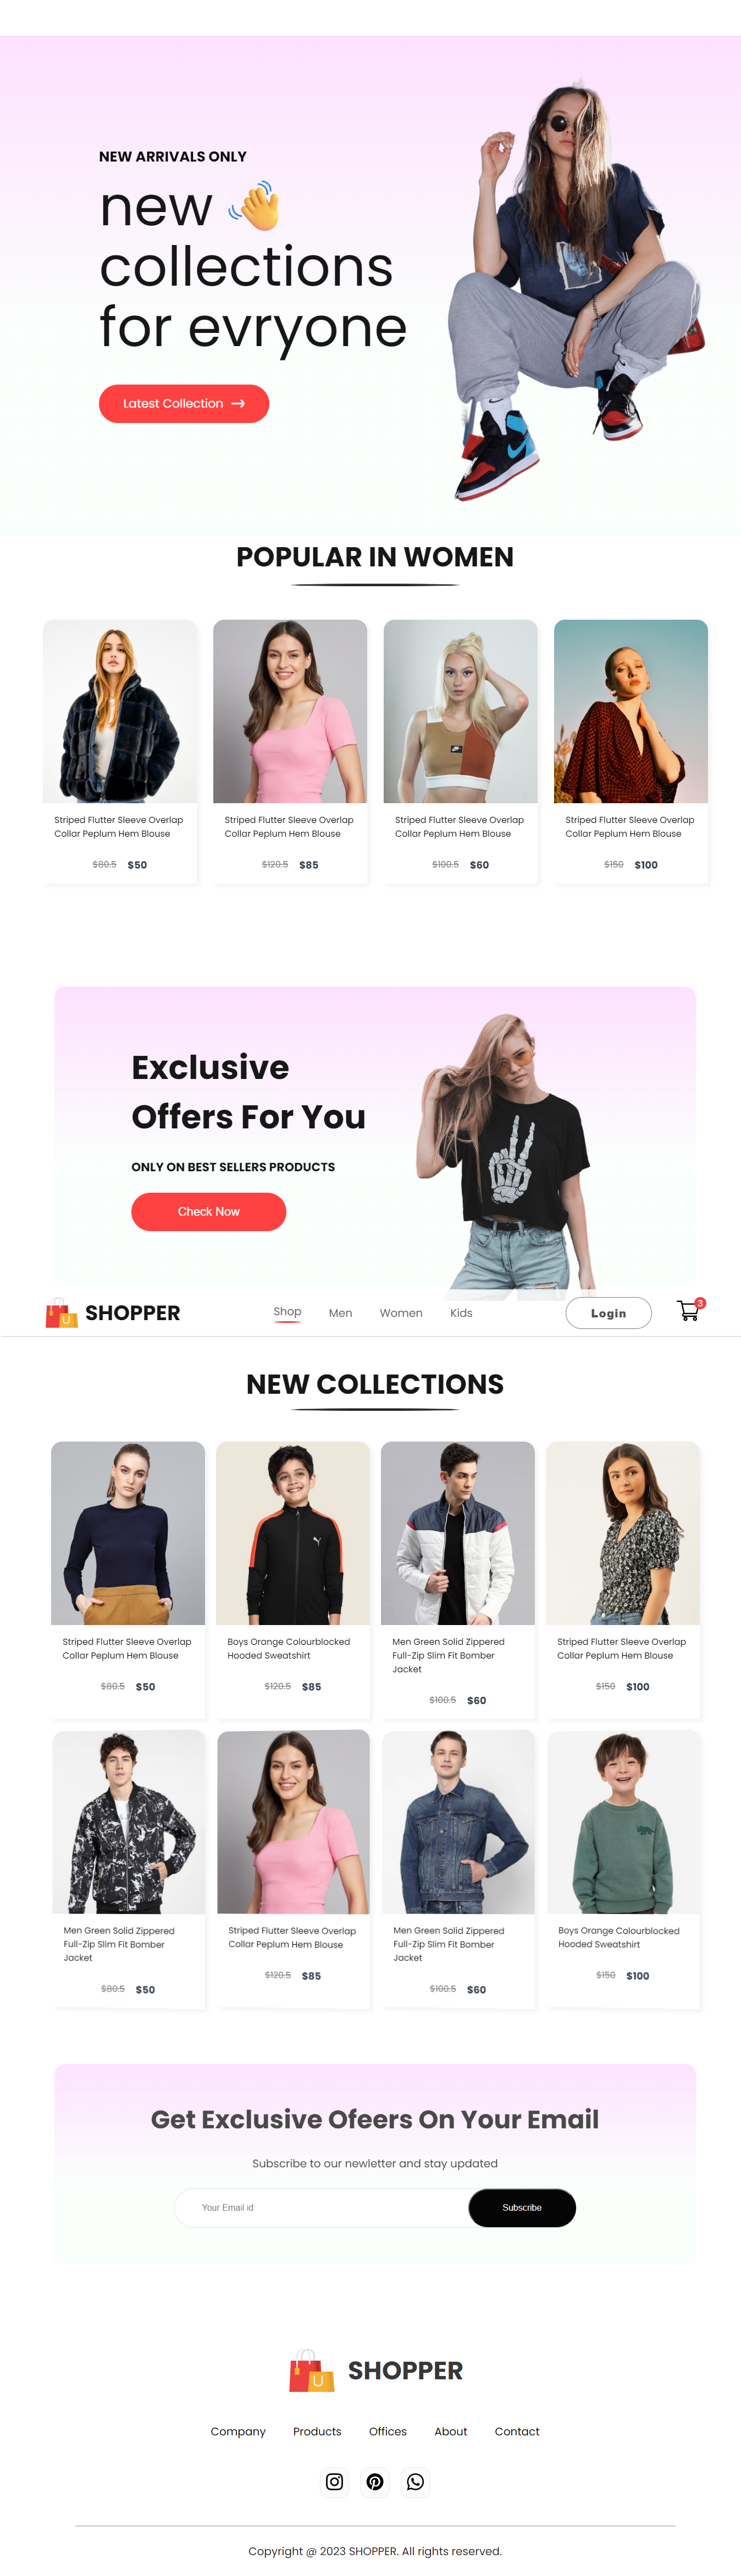 NEW ARRIVALS ONLY
new
collections
for evryone
Latest Collection
POPULAR IN WOMEN
Striped Flutter Sleeve Overlap
Collar Peplum Hem Blouse
$80.5 $50
Striped Flutter Sleeve Overlap
Collar Peplum Hem Blouse
$120.5 $85
Striped Flutter Sleeve Overlap
Collar Peplum Hem Blouse
$100.5 $60
Striped Flutter Sleeve Overlap
Collar Peplum Hem Blouse
$150 $100
Exclusive
Offers For You
ONLY ON BEST SELLERS PRODUCTS
Check Now
U SHOPPER
Shop Men Women Kids
Login
3
NEW COLLECTIONS
Striped Flutter Sleeve Overlap
Collar Peplum Hem Blouse
$80.5 $50
Boys Orange Colourblocked
Hooded Sweatshirt
$120.5 $85
Men Green Solid Zippered
Full-Zip Slim Fit Bomber
Jacket
$100.5 $60
Striped Flutter Sleeve Overlap
Collar Peplum Hem Blouse
$150 $100
Men Green Solid Zippered
Full-Zip Slim Fit Bomber
Jacket
$80.5 $50
Striped Flutter Sleeve Overlap
Collar Peplum Hem Blouse
$120.5 $85
Men Green Solid Zippered
Full-Zip Slim Fit Bomber
Jacket
$100.5 $60
Boys Orange Colourblocked
Hooded Sweatshirt
$150 $100
Get Exclusive Ofeers On Your Email
Subscribe to our newletter and stay updated
Your Email id
Subscribe
U SHOPPER
Company Products Offices About Contact
Copyright @ 2023 SHOPPER. All rights reserved.